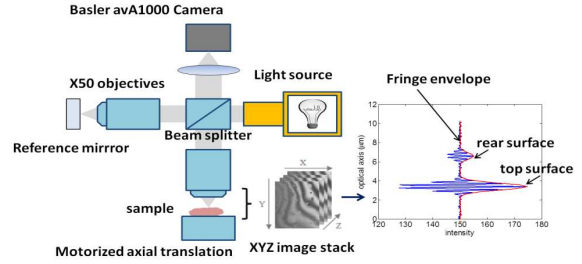 Basler avA1000 Camera
X50 objectives
Light source
Reference mirrror
Beam splitter
sample
Motorized axial translation
X
Y
Z
XYZ image stack
Fringe envelope
rear surface
top surface
optical axis (μm)
12
10
8
6
4
2
0
120 130 140 150 160 170 180
intensity